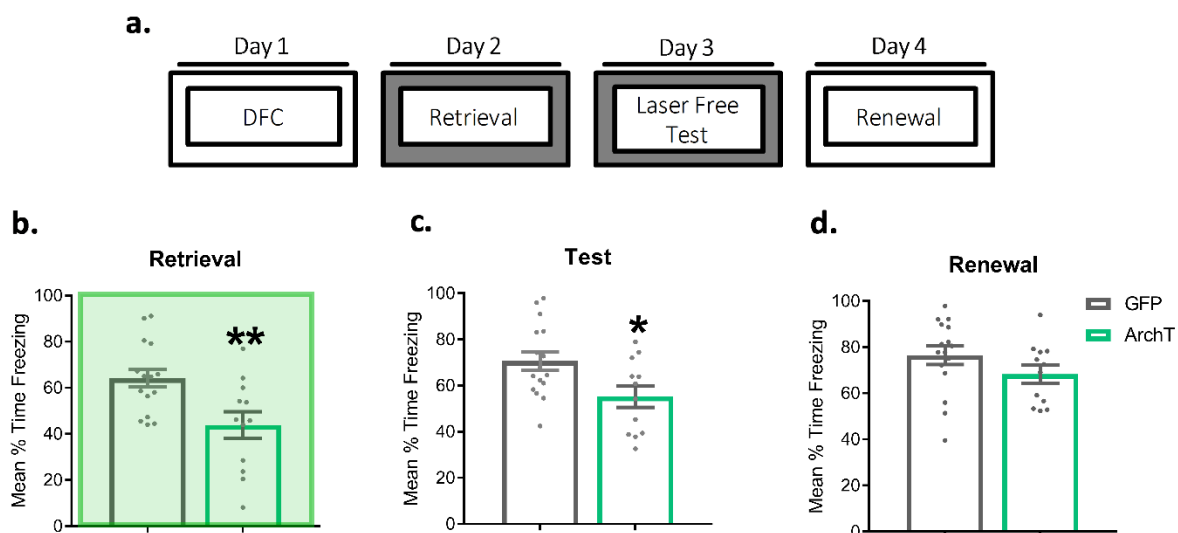 a.
Day 1
Day 2
Day 3
Day 4
DFC
Retrieval
Laser Free
Test
Renewal
b.
Retrieval
Mean % Time Freezing
100
80
60
40
20
0
**
c.
Test
Mean % Time Freezing
100
80
60
40
20
0
*
d.
Renewal
Mean % Time Freezing
100
80
60
40
20
0
GFP
ArchT